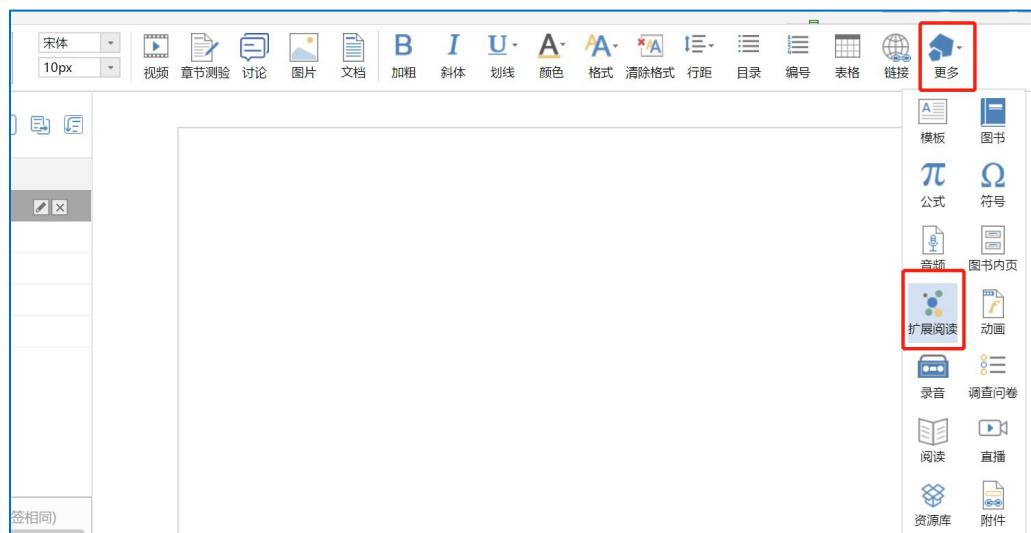 宋体
10px
视频 章节测验 讨论 图片 文档 加粗 斜体 划线 颜色 格式 清除格式 行距 目录 编号 表格 链接 更多
模板 图书
公式 符号
音频 图书内页
扩展阅读 动画
录音 调查问卷
阅读 直播
资源库 附件
签相同)